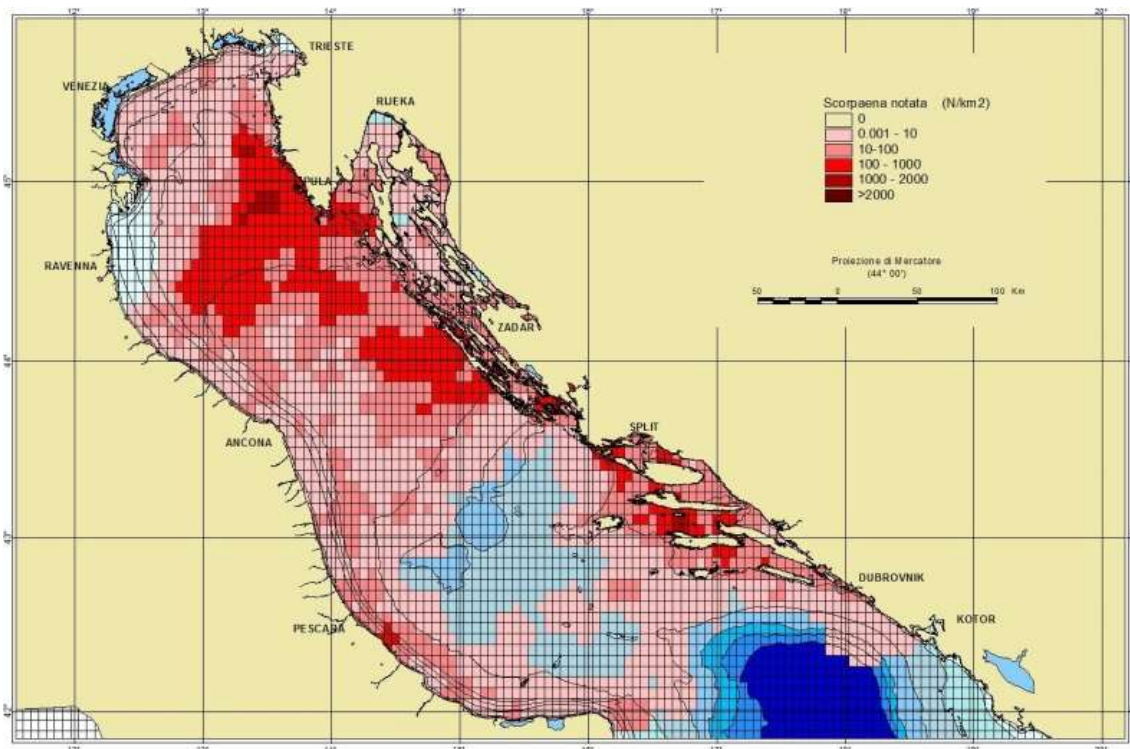 12° 13° 14° 15° 16° 17° 18° 19° 20°
TRIESTE
VENEZIA
RIJEKA
Scorpaena notata (N/km2)
0
0.001 - 10
10-100
100 - 1000
1000 - 2000
>2000
45°
PULA
RAVENNA
Proiezione di Mercatore
(44° 00')
50 0 50 100 Km
ZADAR
44°
ANCONA
SPLIT
43°
DUBROVNIK
PESCARA
KOTOR
42°